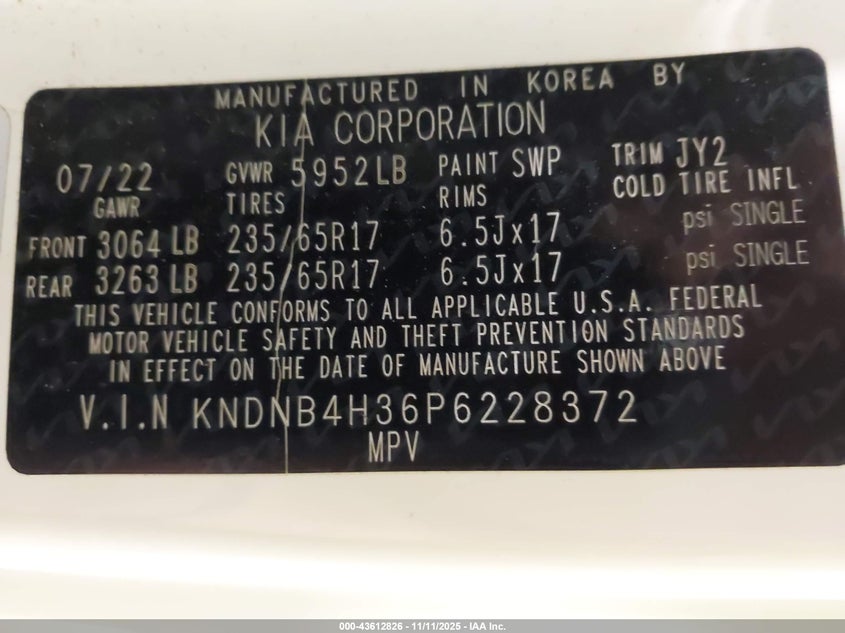 MANUFACTURED IN KOREA BY
KIA CORPORATION
07/22 GVWR 5952LB PAINT SWP TRIM JY2
GAWR TIRES RIMS COLD TIRE INFL
FRONT 3064 LB 235/65R17 6.5Jx17 psi SINGLE
REAR 3263 LB 235/65R17 6.5Jx17 psi SINGLE
THIS VEHICLE CONFORMS TO ALL APPLICABLE U.S.A. FEDERAL
MOTOR VEHICLE SAFETY AND THEFT PREVENTION STANDARDS
IN EFFECT ON THE DATE OF MANUFACTURE SHOWN ABOVE
V.I.N KNDNB4H36P6228372
MPV
000-43612826 - 11/11/2025 - IAA Inc.